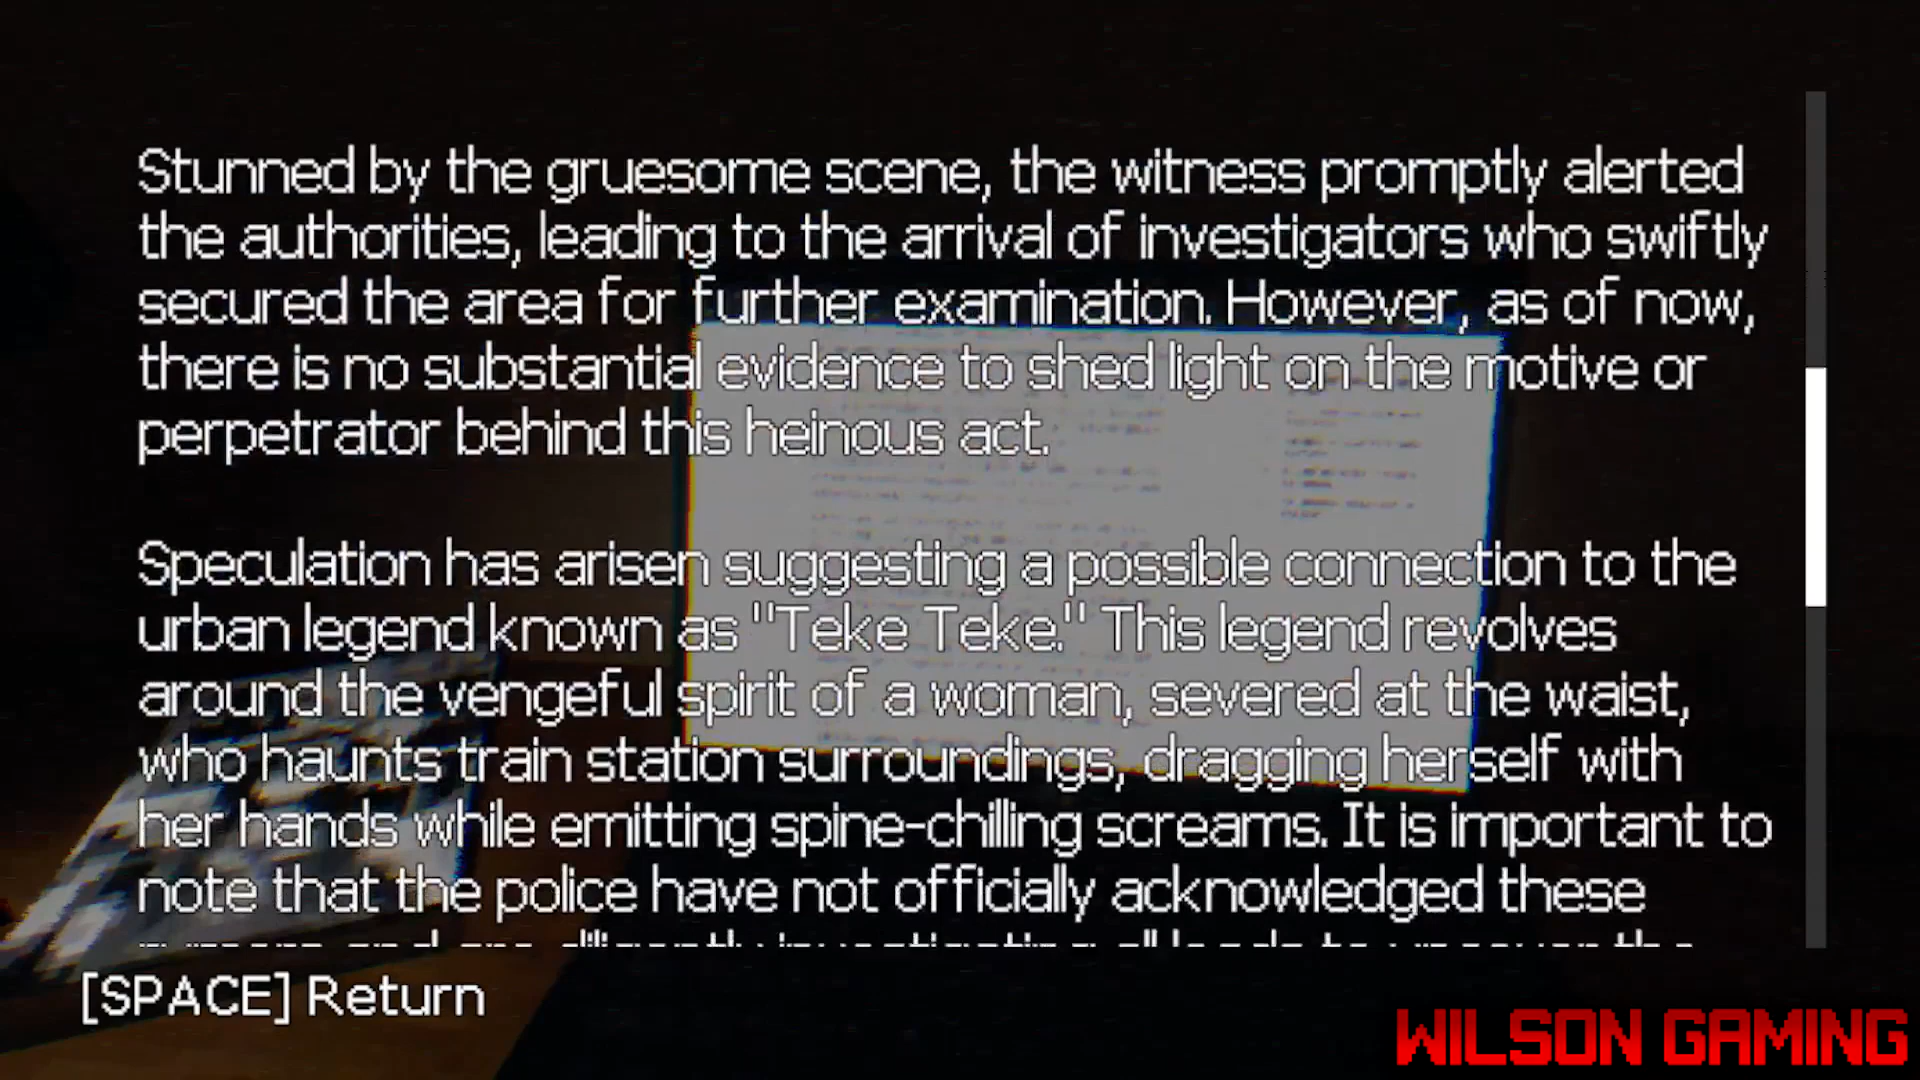 Stunned by the gruesome scene, the witness promptly alerted
the authorities, leading to the arrival of investigators who swiftly
secured the area for further examination. However, as of now,
there is no substantial evidence to shed light on the motive or
perpetrator behind this heinous act.
Speculation has arisen suggesting a possible connection to the
urban legend known as "Teke Teke." This legend revolves
around the vengeful spirit of a woman, severed at the waist,
who haunts train station surroundings, dragging herself with
her hands while emitting spine-chilling screams. It is important to
note that the police have not officially acknowledged these
[SPACE] Return
WILSON GAMING